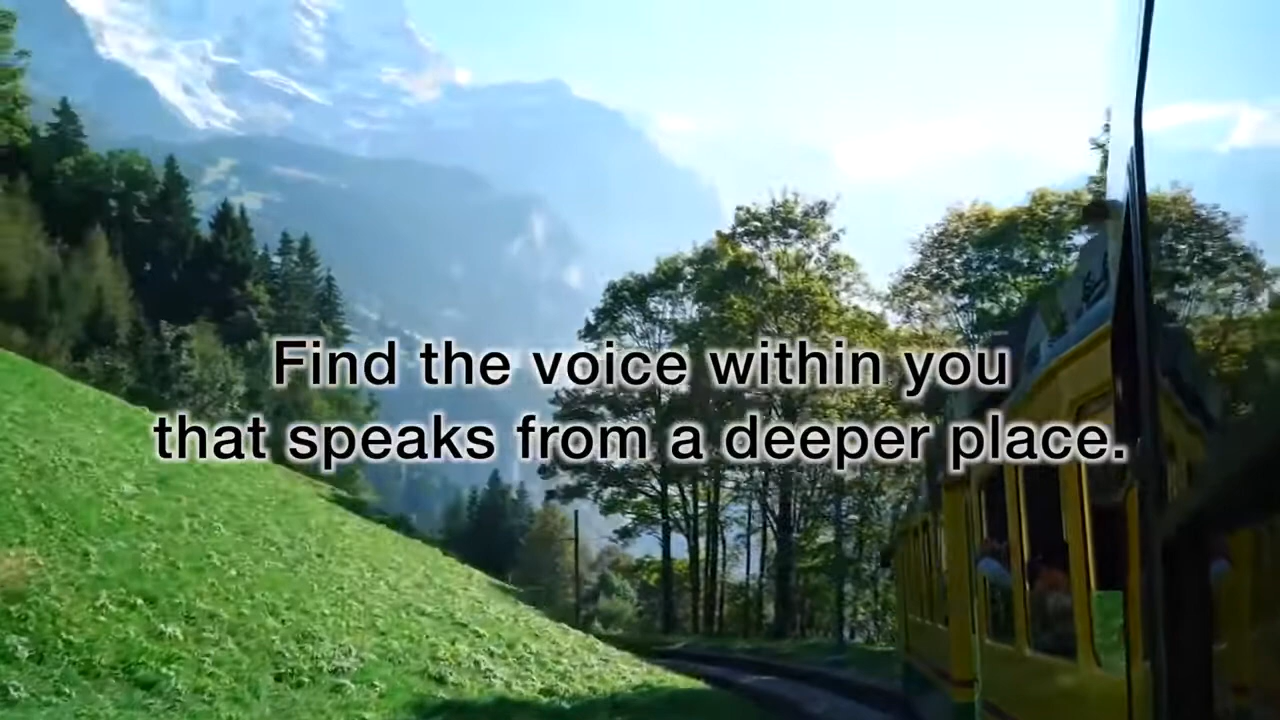 Find the voice within you
that speaks from a deeper place.